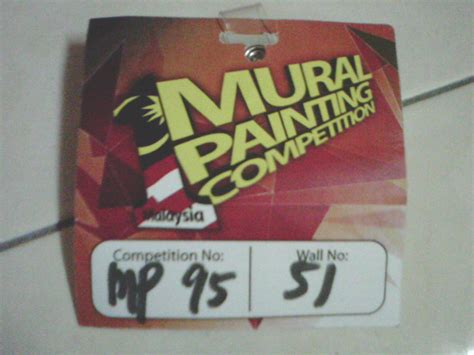 MURAL
PAINTING
COMPETITION
Malaysia
Competition No: Wall No:
MP 95 51